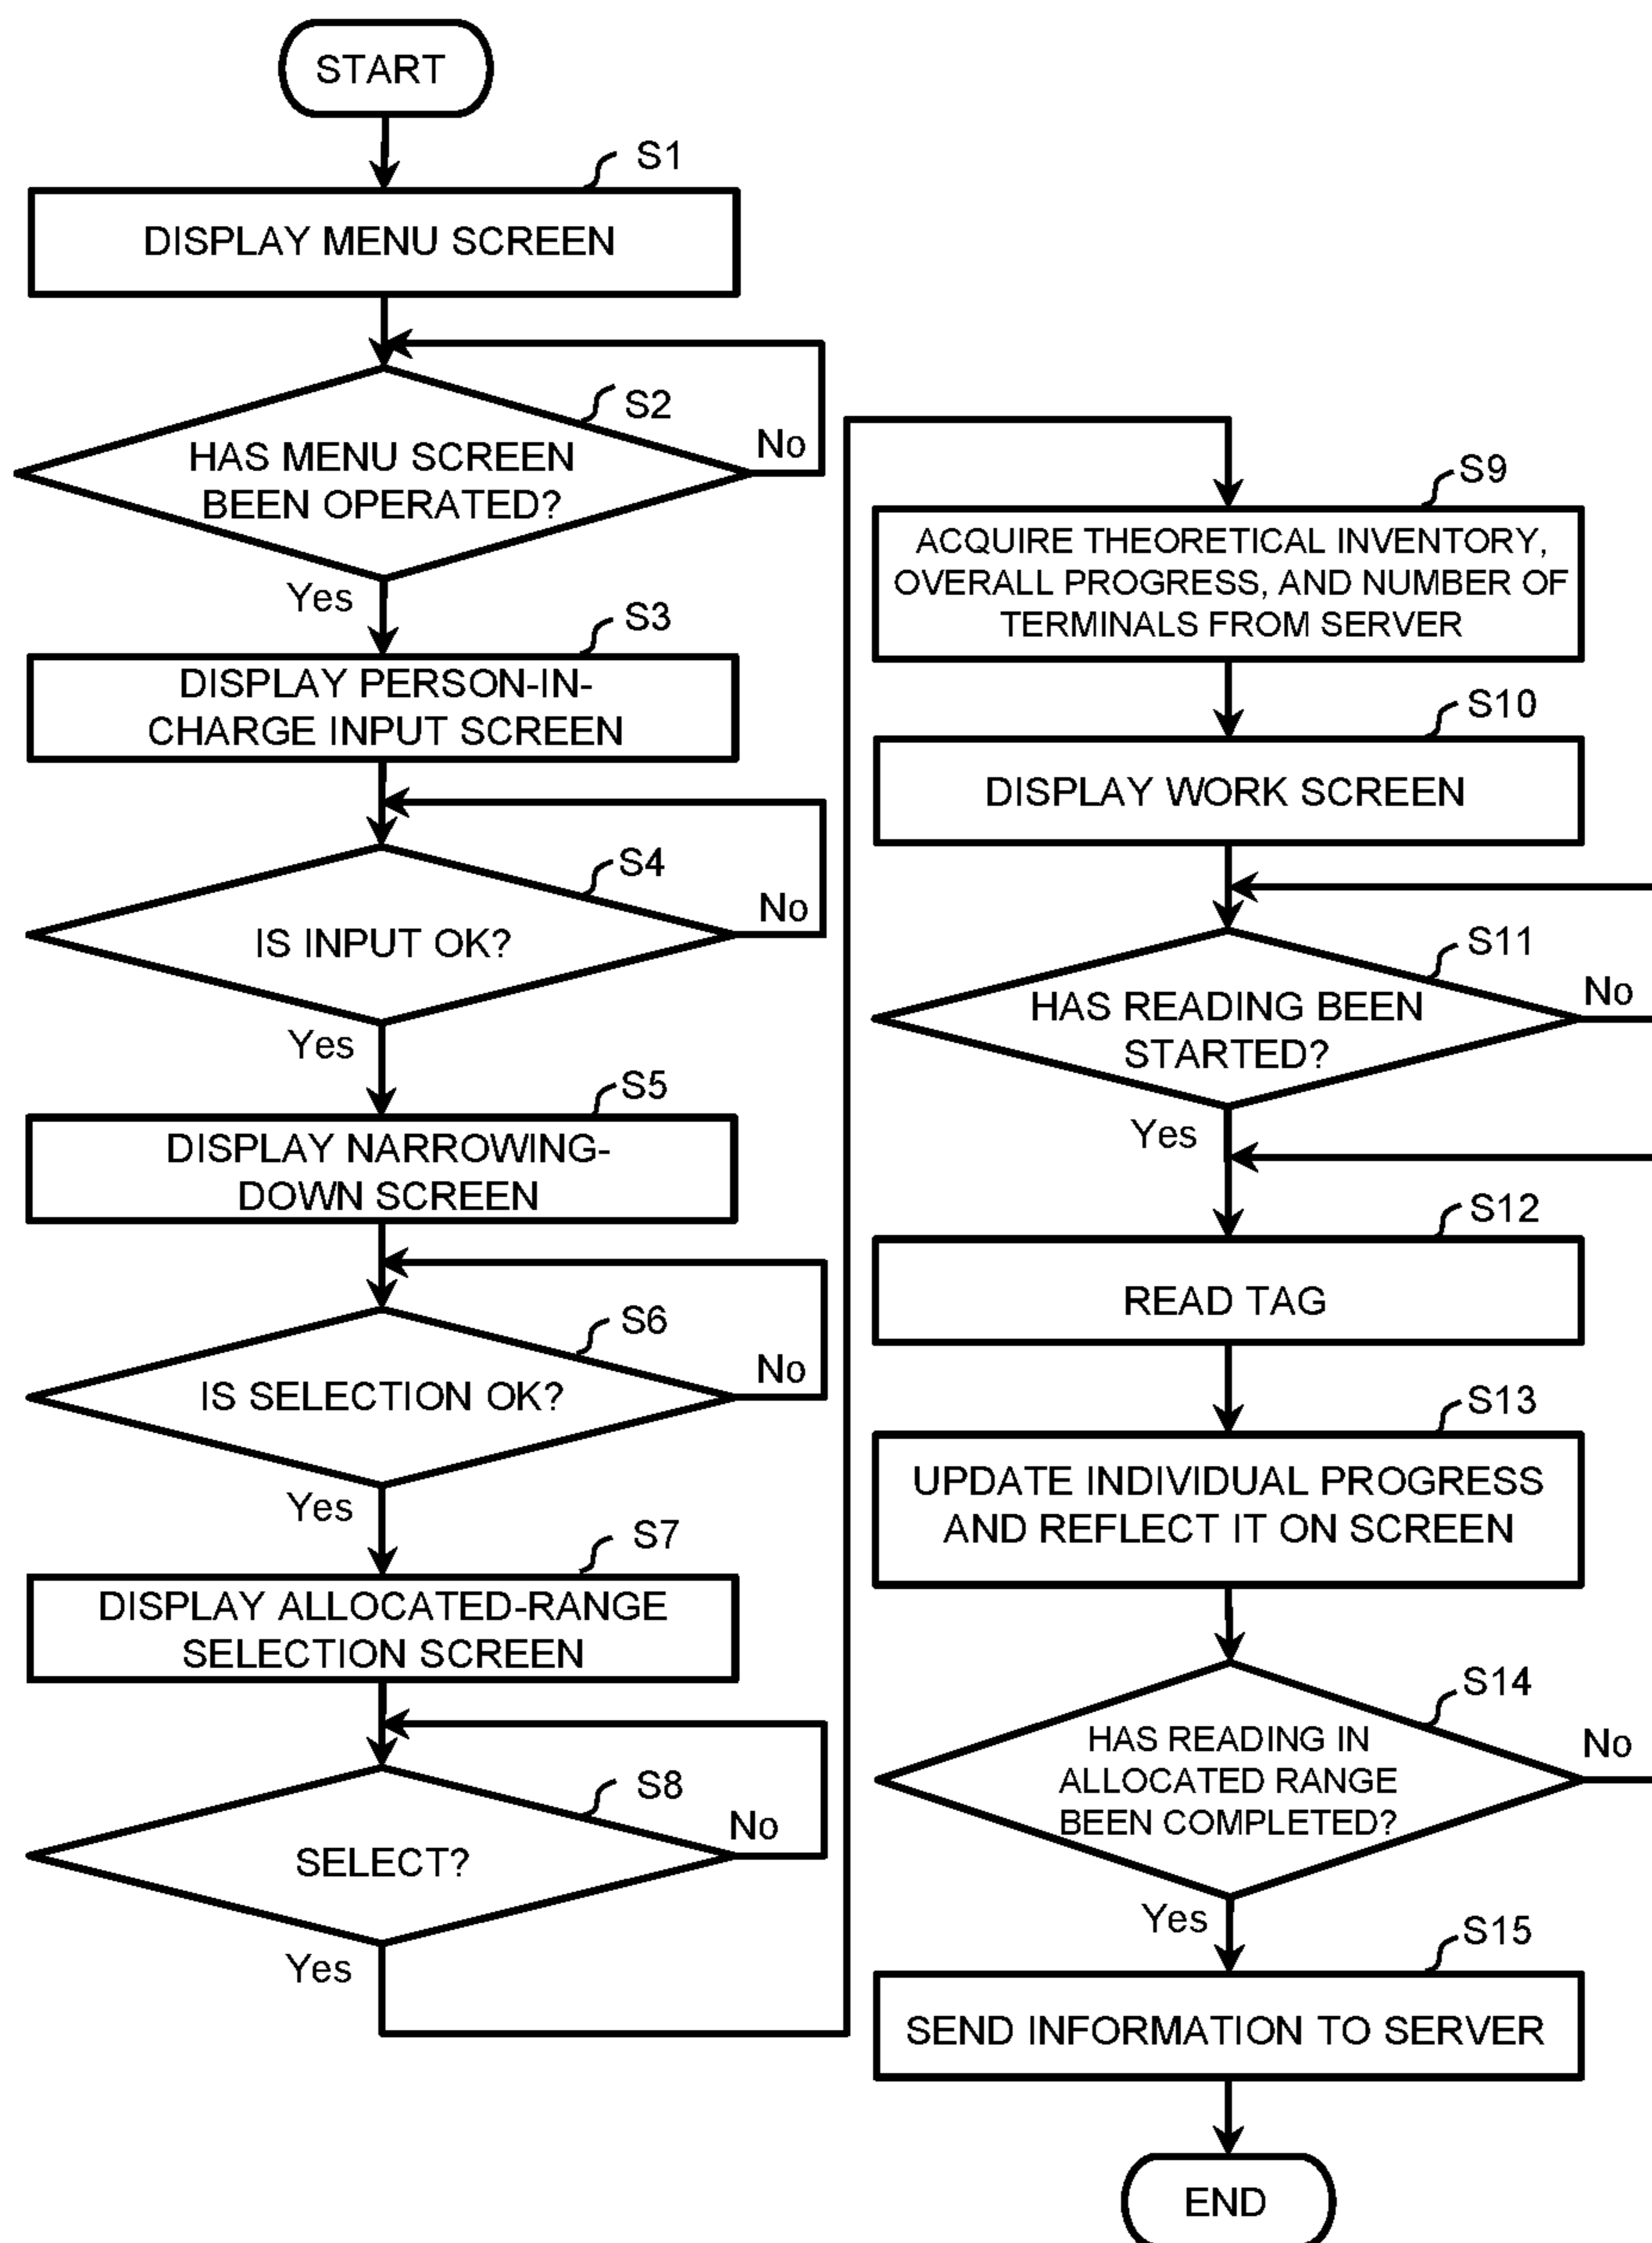 START
S1
DISPLAY MENU SCREEN
S2
HAS MENU SCREEN
BEEN OPERATED?
No
Yes
S3
DISPLAY PERSON-IN-
CHARGE INPUT SCREEN
S4
IS INPUT OK?
No
Yes
S5
DISPLAY NARROWING-
DOWN SCREEN
S6
IS SELECTION OK?
No
Yes
S7
DISPLAY ALLOCATED-RANGE
SELECTION SCREEN
S8
SELECT?
No
Yes
S9
ACQUIRE THEORETICAL INVENTORY,
OVERALL PROGRESS, AND NUMBER OF
TERMINALS FROM SERVER
S10
DISPLAY WORK SCREEN
S11
HAS READING BEEN
STARTED?
No
Yes
S12
READ TAG
S13
UPDATE INDIVIDUAL PROGRESS
AND REFLECT IT ON SCREEN
S14
HAS READING IN
ALLOCATED RANGE
BEEN COMPLETED?
No
Yes
S15
SEND INFORMATION TO SERVER
END